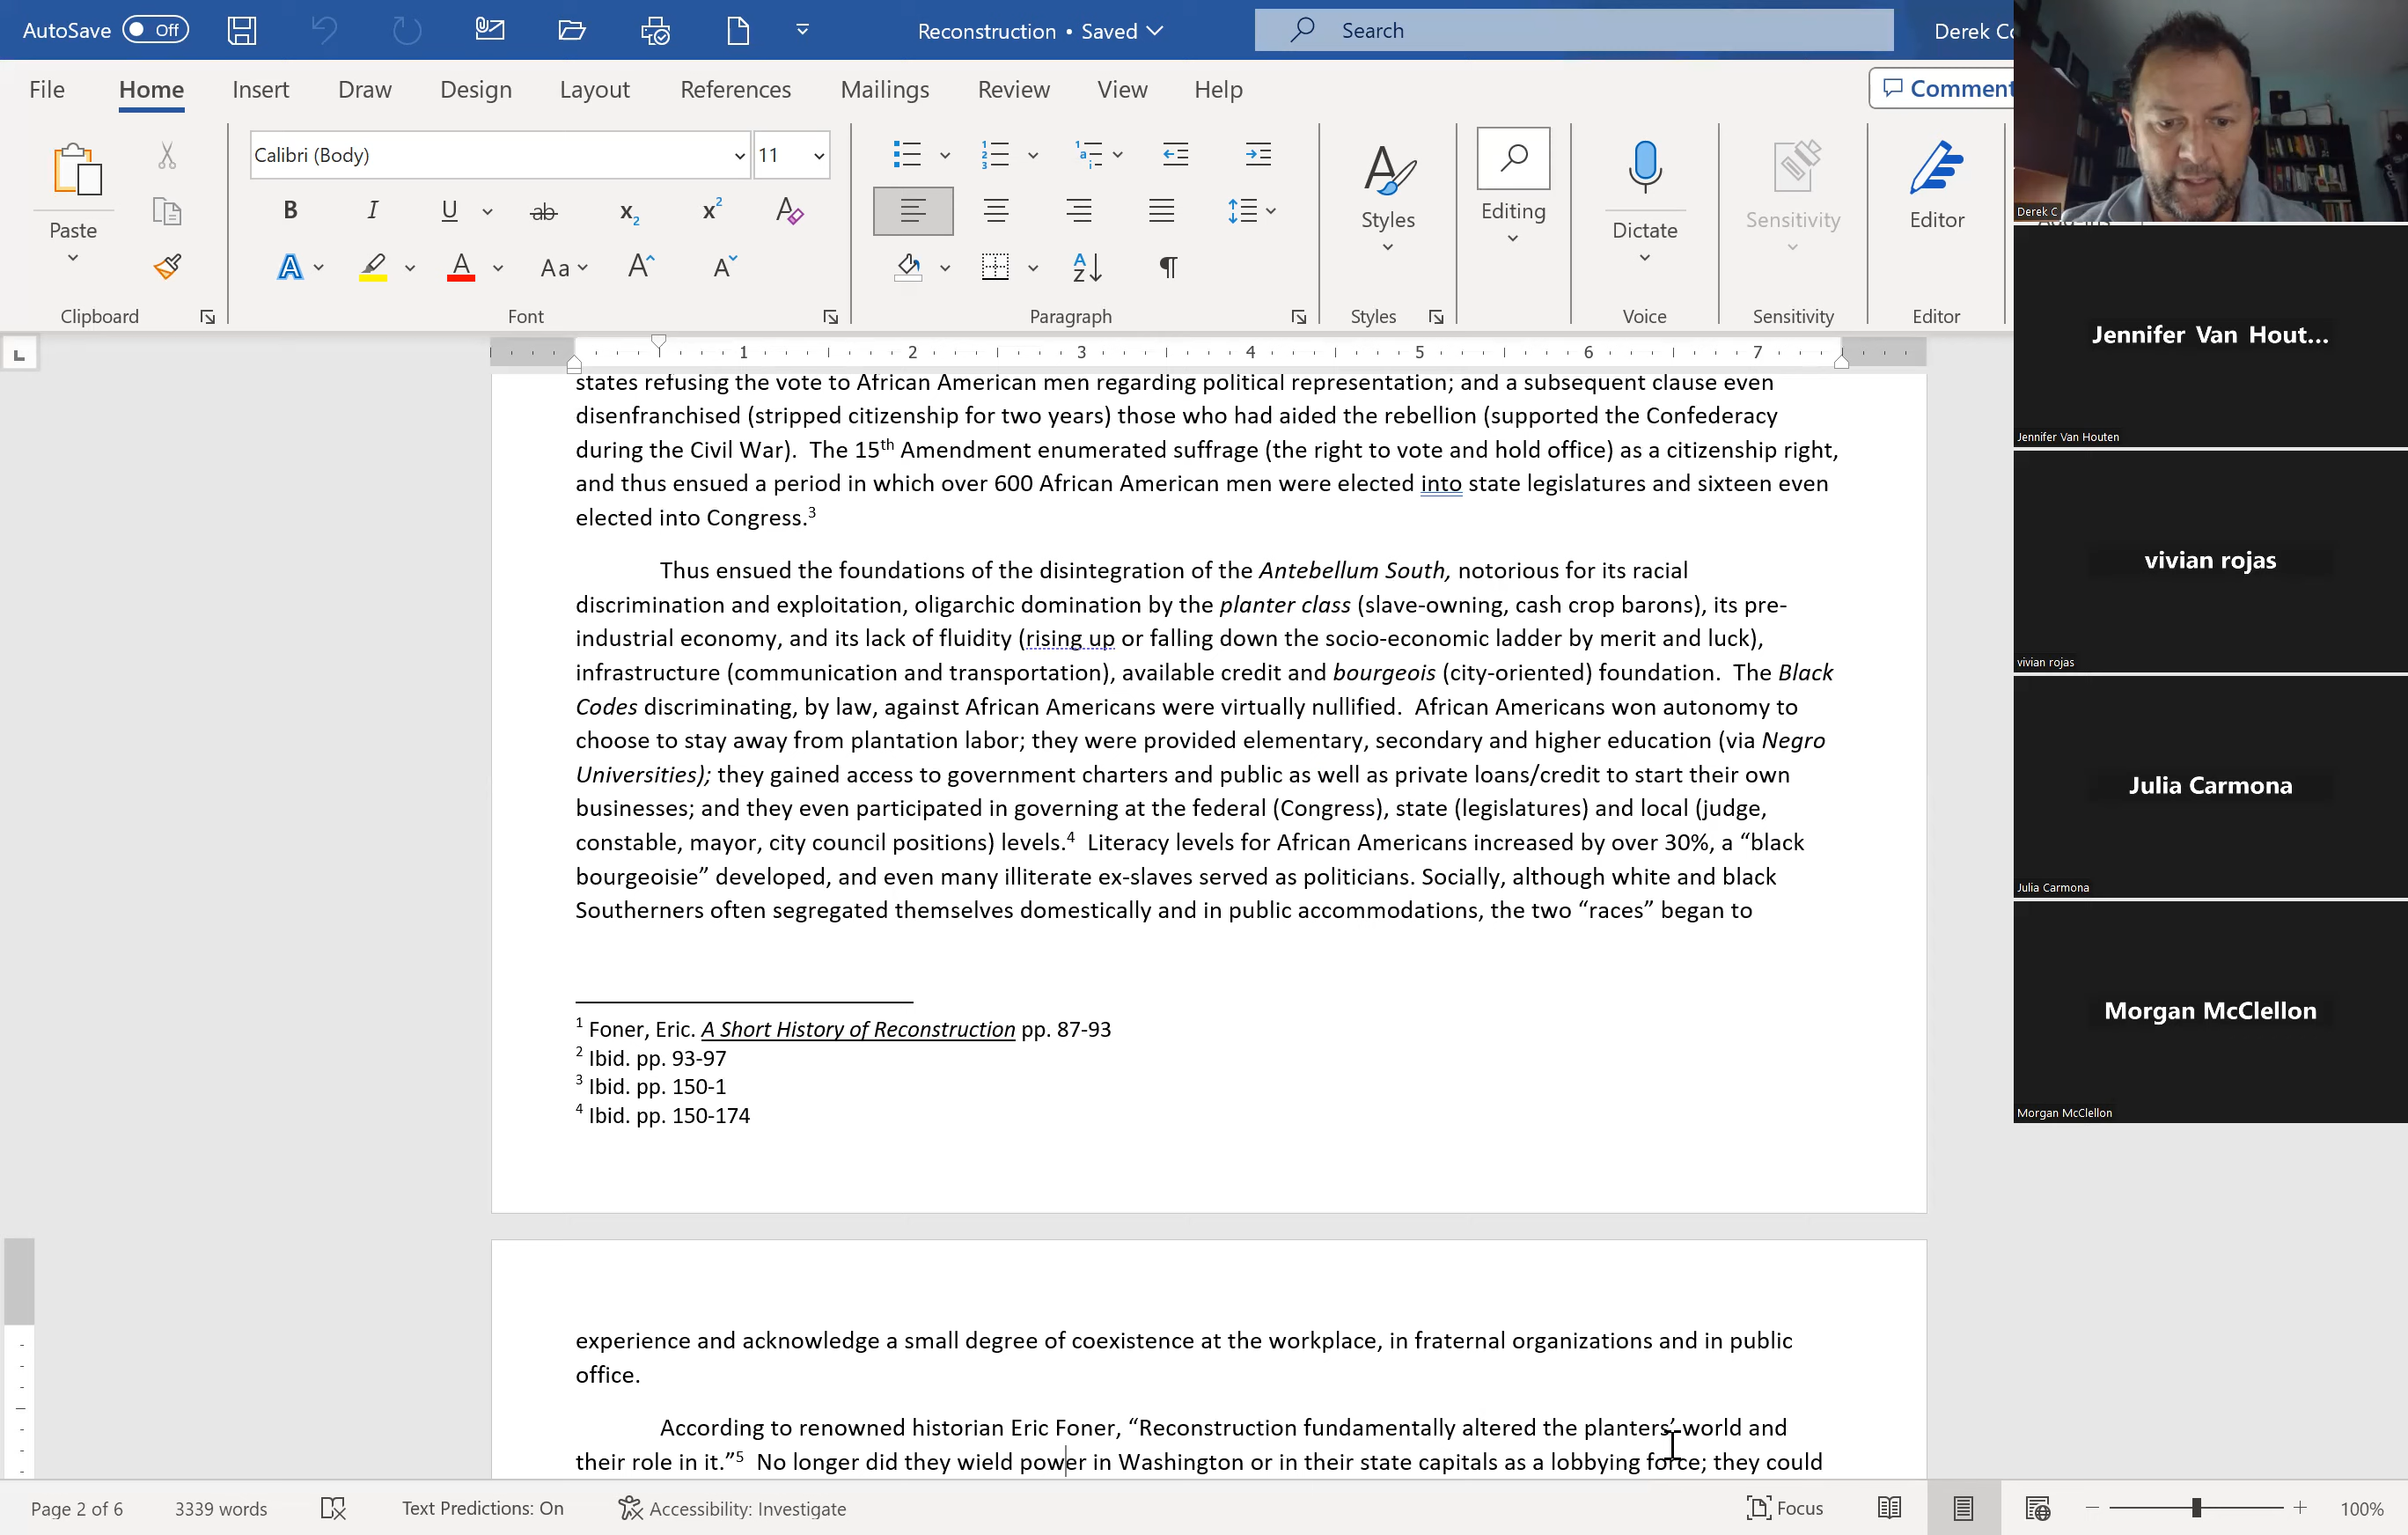 AutoSave Off Reconstruction • Saved Search Derek Co
File Home Insert Draw Design Layout References Mailings Review View Help Comment
Calibri (Body) 11
Paste Styles Editing Dictate Sensitivity Editor
B I U ab x2 x2 A
A A Aa A A AZ ¶
Clipboard Font Paragraph Styles Voice Sensitivity Editor
1 2 3 4 5 6 7
states refusing the vote to African American men regarding political representation; and a subsequent clause even
disenfranchised (stripped citizenship for two years) those who had aided the rebellion (supported the Confederacy
during the Civil War).  The 15th Amendment enumerated suffrage (the right to vote and hold office) as a citizenship right,
and thus ensued a period in which over 600 African American men were elected into state legislatures and sixteen even
elected into Congress.3
Thus ensued the foundations of the disintegration of the Antebellum South, notorious for its racial
discrimination and exploitation, oligarchic domination by the planter class (slave-owning, cash crop barons), its pre-
industrial economy, and its lack of fluidity (rising up or falling down the socio-economic ladder by merit and luck),
infrastructure (communication and transportation), available credit and bourgeois (city-oriented) foundation.  The Black
Codes discriminating, by law, against African Americans were virtually nullified.  African Americans won autonomy to
choose to stay away from plantation labor; they were provided elementary, secondary and higher education (via Negro
Universities); they gained access to government charters and public as well as private loans/credit to start their own
businesses; and they even participated in governing at the federal (Congress), state (legislatures) and local (judge,
constable, mayor, city council positions) levels.4  Literacy levels for African Americans increased by over 30%, a “black
bourgeoisie” developed, and even many illiterate ex-slaves served as politicians. Socially, although white and black
Southerners often segregated themselves domestically and in public accommodations, the two “races” began to
1 Foner, Eric. A Short History of Reconstruction pp. 87-93
2 Ibid. pp. 93-97
3 Ibid. pp. 150-1
4 Ibid. pp. 150-174
experience and acknowledge a small degree of coexistence at the workplace, in fraternal organizations and in public
office.
According to renowned historian Eric Foner, “Reconstruction fundamentally altered the planters’ world and
their role in it.”5  No longer did they wield power in Washington or in their state capitals as a lobbying force; they could
Page 2 of 6 3339 words Text Predictions: On Accessibility: Investigate Focus 100%
Derek C
Jennifer Van Hout...
Jennifer Van Houten
vivian rojas
vivian rojas
Julia Carmona
Julia Carmona
Morgan McClellon
Morgan McClellon